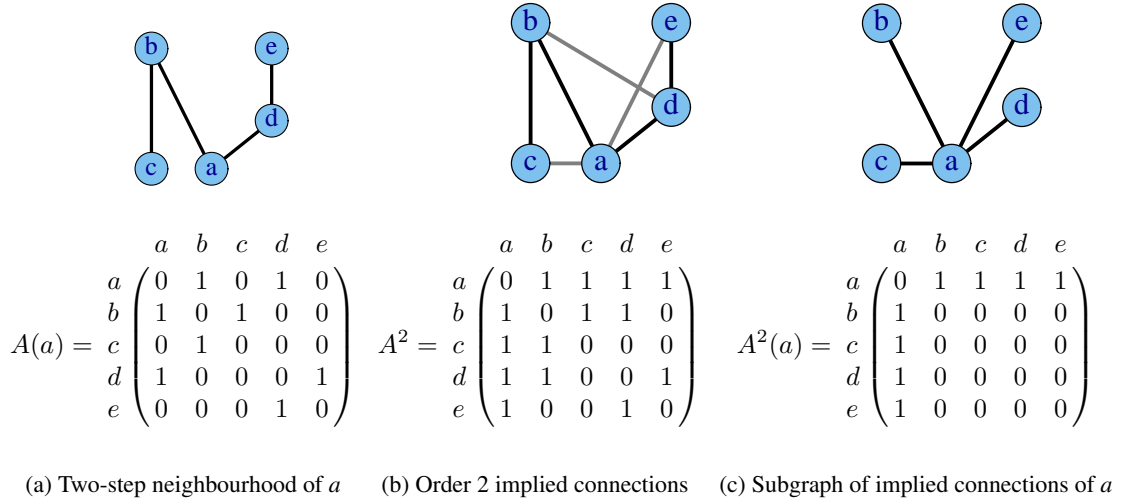 b e
d
c a
b e
d
c a
b e
d
c a
a b c d e
a 0 1 0 1 0
b 1 0 1 0 0
A(a) = c 0 1 0 0 0
d 1 0 0 0 1
e 0 0 0 1 0
a b c d e
a 0 1 1 1 1
b 1 0 1 1 0
A² = c 1 1 0 0 0
d 1 1 0 0 1
e 1 0 0 1 0
a b c d e
a 0 1 1 1 1
b 1 0 0 0 0
A²(a) = c 1 0 0 0 0
d 1 0 0 0 0
e 1 0 0 0 0
(a) Two-step neighbourhood of a
(b) Order 2 implied connections
(c) Subgraph of implied connections of a